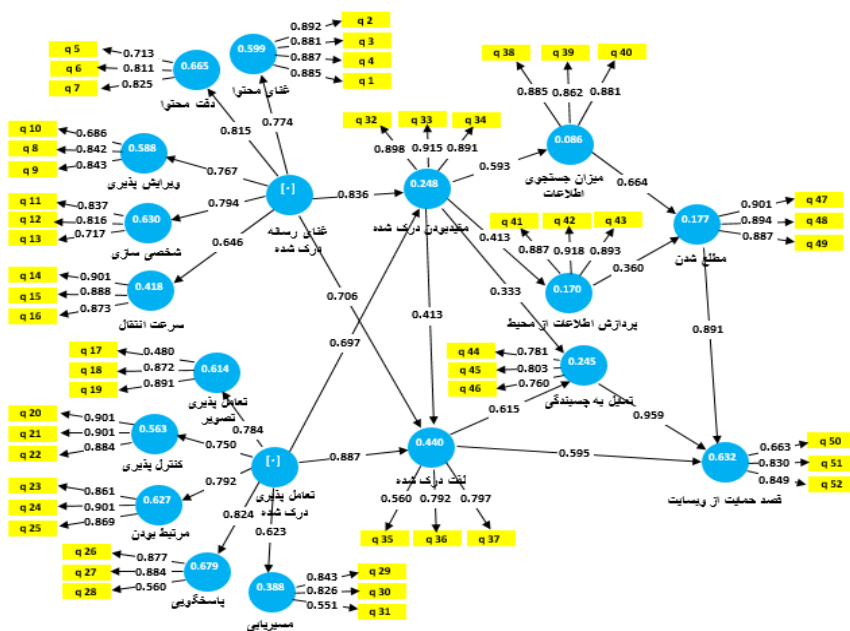 q 5
q 6
q 7
0.713
0.811
0.825
0.665
دقت محتوا
0.815
0.599
غنای محتوا
0.774
0.892
0.881
0.887
0.885
q 2
q 3
q 4
q 1
q 10
q 8
q 9
0.686
0.842
0.843
0.588
ویرایش پذیری
0.767
q 11
q 12
q 13
0.837
0.816
0.717
0.630
شخصی سازی
0.794
q 14
q 15
q 16
0.901
0.888
0.873
0.418
سرعت انتقال
0.646
[٠]
غنای رسانه
درک شده
0.836
0.706
q 32
q 33
q 34
0.898
0.915
0.891
0.248
مفیدبودن درک شده
0.593
0.413
0.333
0.413
q 38
q 39
q 40
0.885
0.862
0.881
0.086
میزان جستجوی
اطلاعات
0.664
q 41
q 42
q 43
0.887
0.918
0.893
0.170
پردازش اطلاعات از محیط
0.360
0.177
مطلع شدن
0.901
0.894
0.887
q 47
q 48
q 49
0.891
q 44
q 45
q 46
0.781
0.803
0.760
0.245
تمایل به چسبندگی
0.959
q 17
q 18
q 19
0.480
0.872
0.891
0.614
تعامل پذیری
تصویر
0.784
q 20
q 21
q 22
0.901
0.901
0.884
0.563
کنترل پذیری
0.750
q 23
q 24
q 25
0.861
0.901
0.869
0.627
مرتبط بودن
0.792
q 26
q 27
q 28
0.877
0.884
0.560
0.679
پاسخگویی
0.824
0.388
مسیریابی
0.623
0.843
0.826
0.551
q 29
q 30
q 31
[٠]
تعامل پذیری
درک شده
0.697
0.887
0.440
لذت درک شده
0.615
0.595
0.560
0.792
0.797
q 35
q 36
q 37
0.632
قصد حمایت از وبسایت
0.663
0.830
0.849
q 50
q 51
q 52